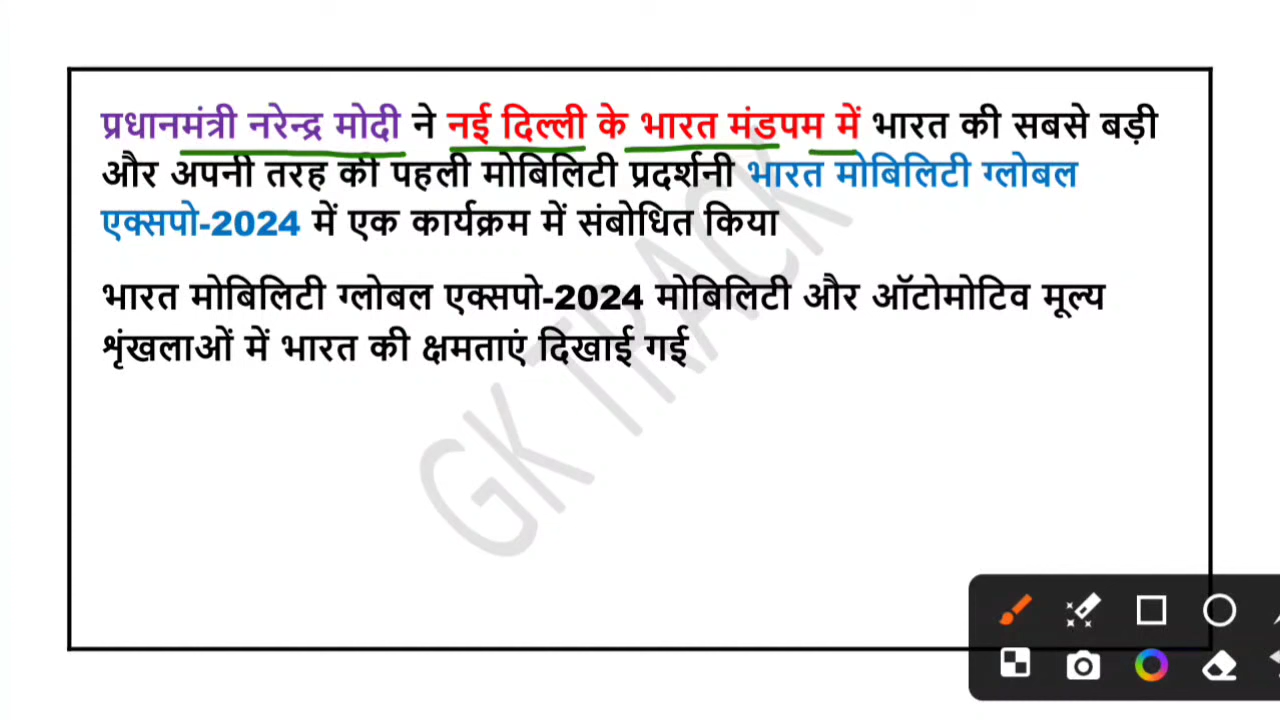 प्रधानमंत्री नरेन्द्र मोदी ने नई दिल्ली के भारत मंडपम में भारत की सबसे बड़ी
और अपनी तरह की पहली मोबिलिटी प्रदर्शनी भारत मोबिलिटी ग्लोबल
एक्सपो-2024 में एक कार्यक्रम में संबोधित किया
भारत मोबिलिटी ग्लोबल एक्सपो-2024 मोबिलिटी और ऑटोमोटिव मूल्य
शृंखलाओं में भारत की क्षमताएं दिखाई गई
GK TRACK